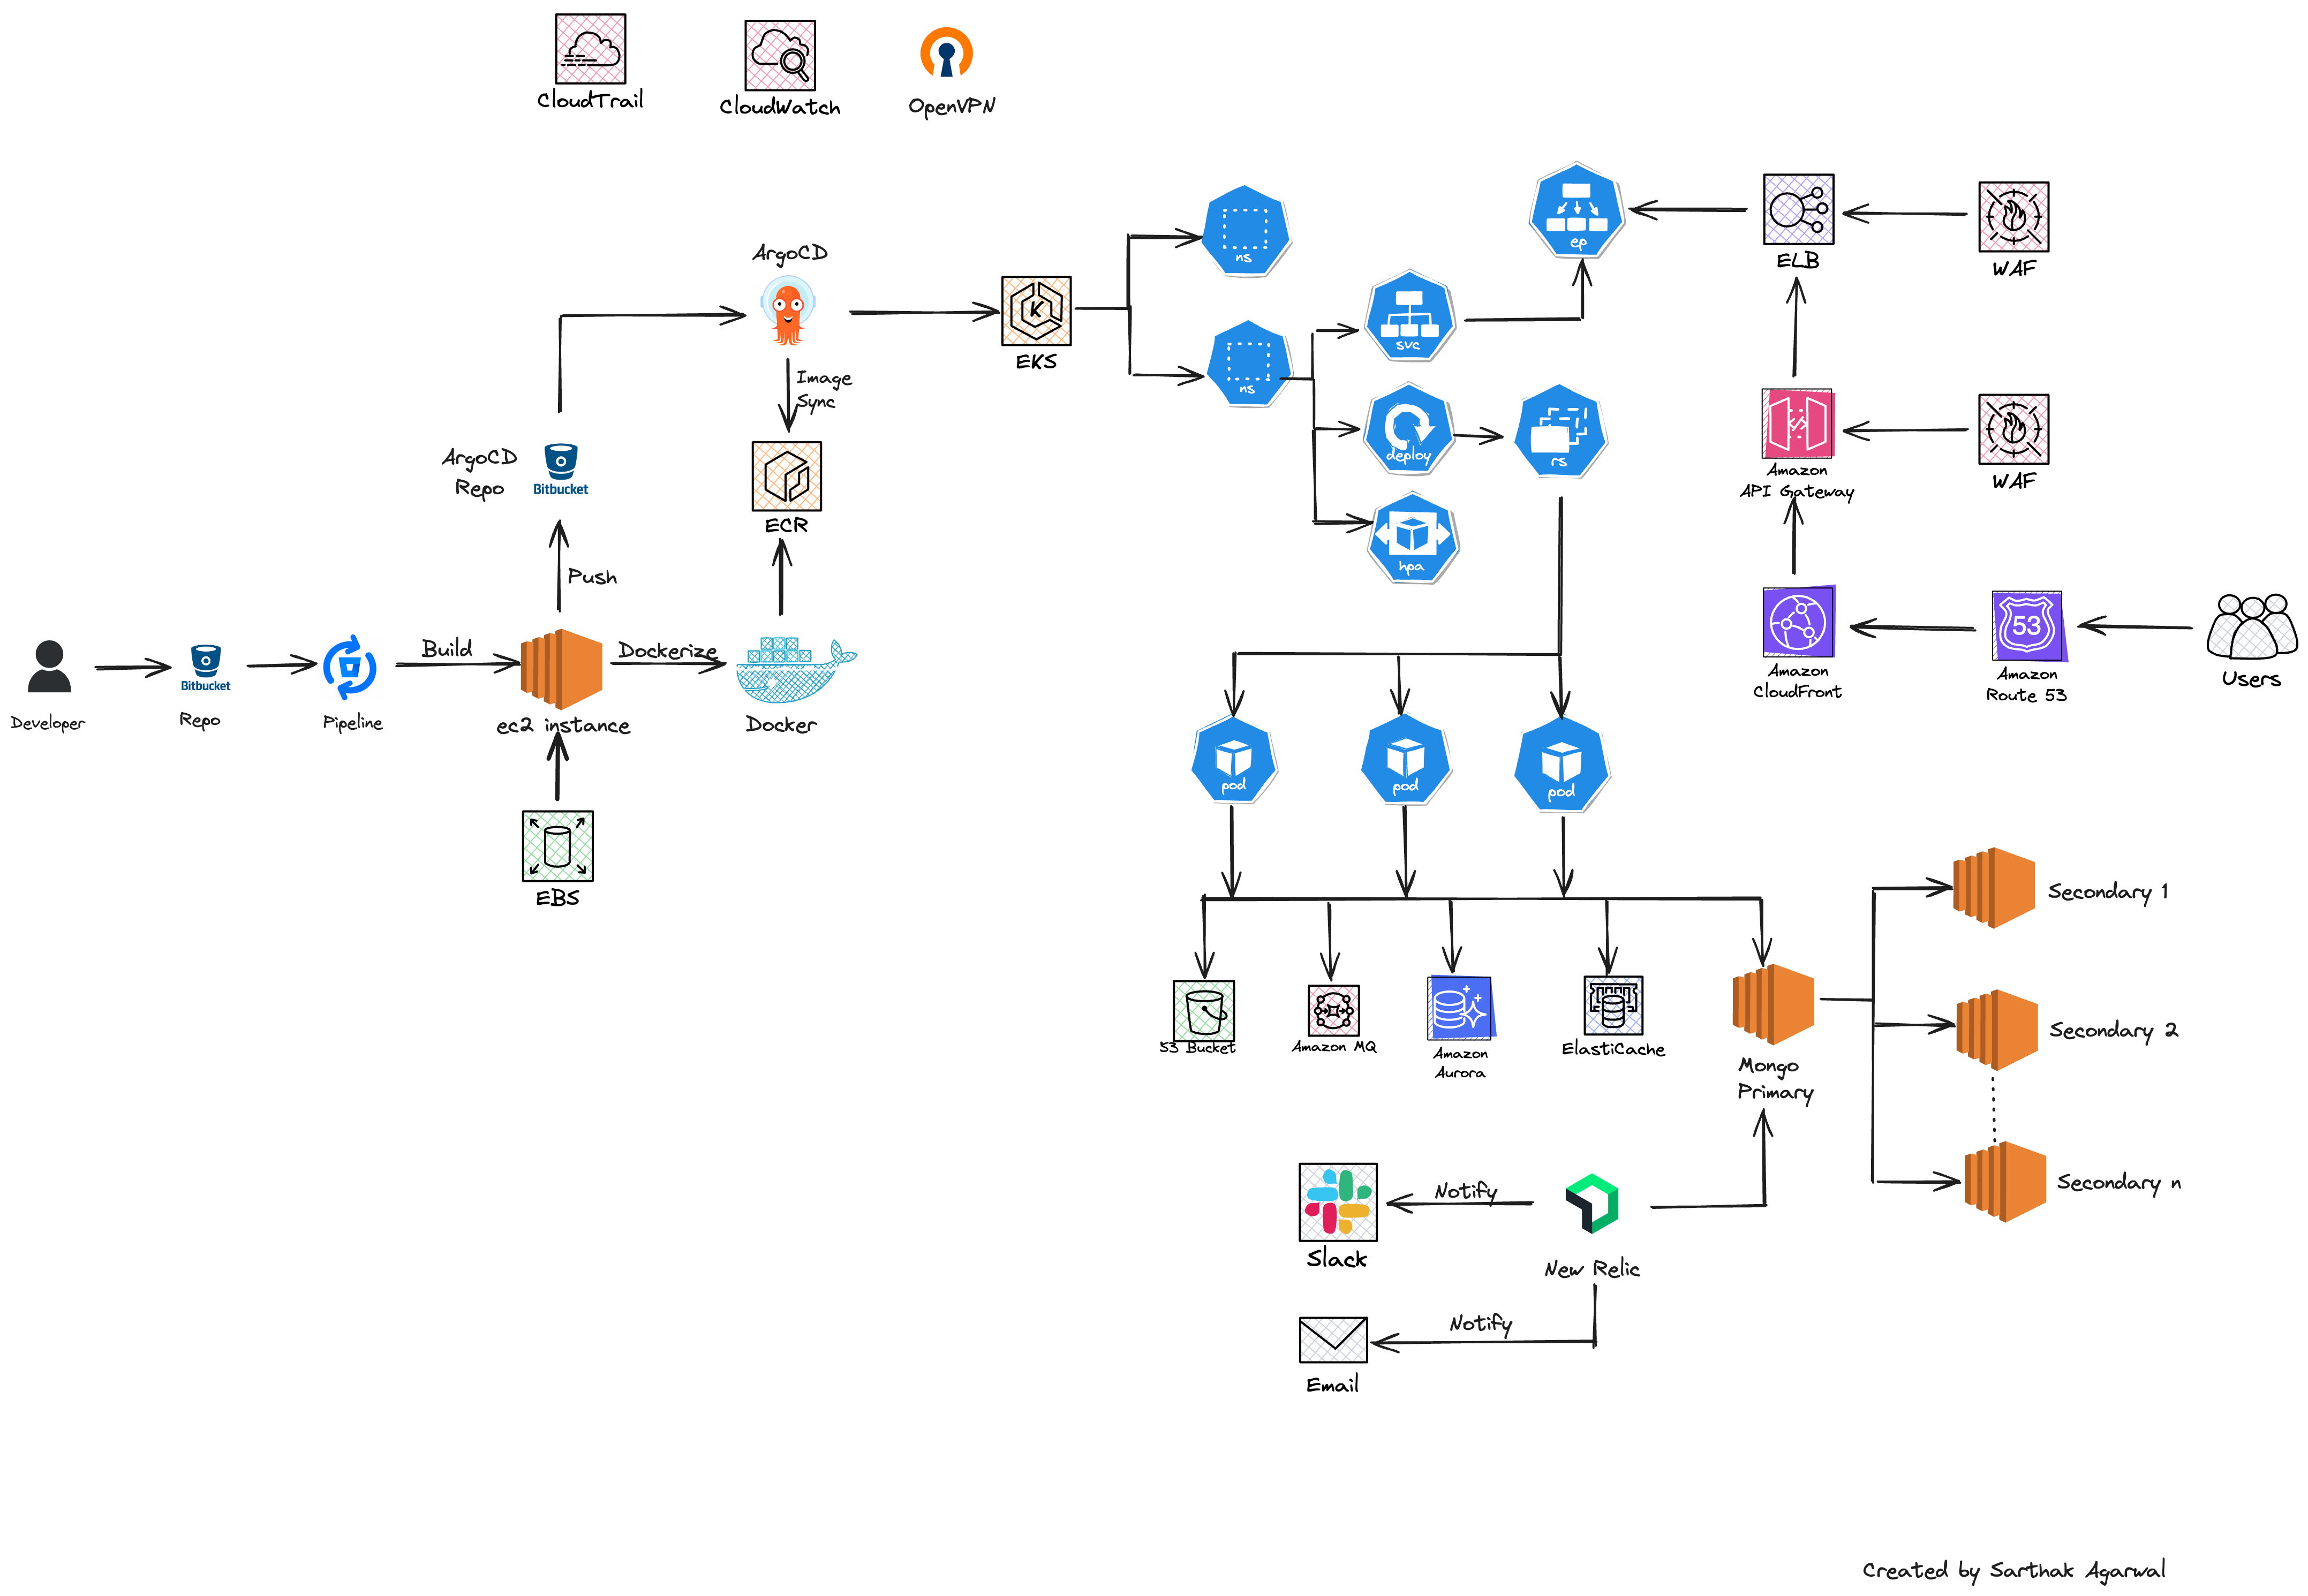 CloudTrail
CloudWatch
OpenVPN
ns
ep
ELB
WAF
ArgoCD
K
EKS
svc
ns
Image
Sync
ArgoCD
Repo
Bitbucket
ECR
deploy
rs
Amazon
API Gateway
WAF
hpa
Push
Developer
Bitbucket
Repo
Pipeline
Build
ec2 instance
Dockerize
Docker
Amazon
CloudFront
53
Amazon
Route 53
Users
EBS
pod
pod
pod
S3 Bucket
Amazon MQ
Amazon
Aurora
ElastiCache
Mongo
Primary
Secondary 1
Secondary 2
Secondary n
Slack
Notify
New Relic
Notify
Email
Created by Sarthak Agarwal